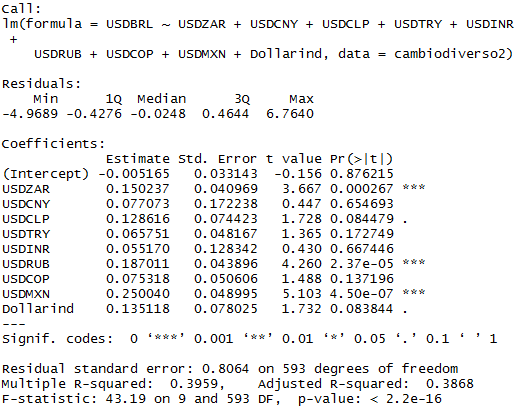 Call:
lm(formula = USDBRL ~ USDZAR + USDCNY + USDCLP + USDTRY + USDINR
 +
    USDRUB + USDCOP + USDMXN + Dollarind, data = cambiodiverso2)
Residuals:
    Min      1Q  Median      3Q     Max
-4.9689 -0.4276 -0.0248  0.4644  6.7640
Coefficients:
             Estimate Std. Error t value Pr(>|t|)
(Intercept) -0.005165   0.033143  -0.156 0.876215
USDZAR       0.150237   0.040969   3.667 0.000267 ***
USDCNY       0.077073   0.172238   0.447 0.654693
USDCLP       0.128616   0.074423   1.728 0.084479 .
USDTRY       0.065751   0.048167   1.365 0.172749
USDINR       0.055170   0.128342   0.430 0.667446
USDRUB       0.187011   0.043896   4.260 2.37e-05 ***
USDCOP       0.075318   0.050606   1.488 0.137196
USDMXN       0.250040   0.048995   5.103 4.50e-07 ***
Dollarind    0.135118   0.078025   1.732 0.083844 .
---
Signif. codes:  0 ‘***’ 0.001 ‘**’ 0.01 ‘*’ 0.05 ‘.’ 0.1 ‘ ’ 1
Residual standard error: 0.8064 on 593 degrees of freedom
Multiple R-squared:  0.3959,    Adjusted R-squared:  0.3868
F-statistic: 43.19 on 9 and 593 DF,  p-value: < 2.2e-16